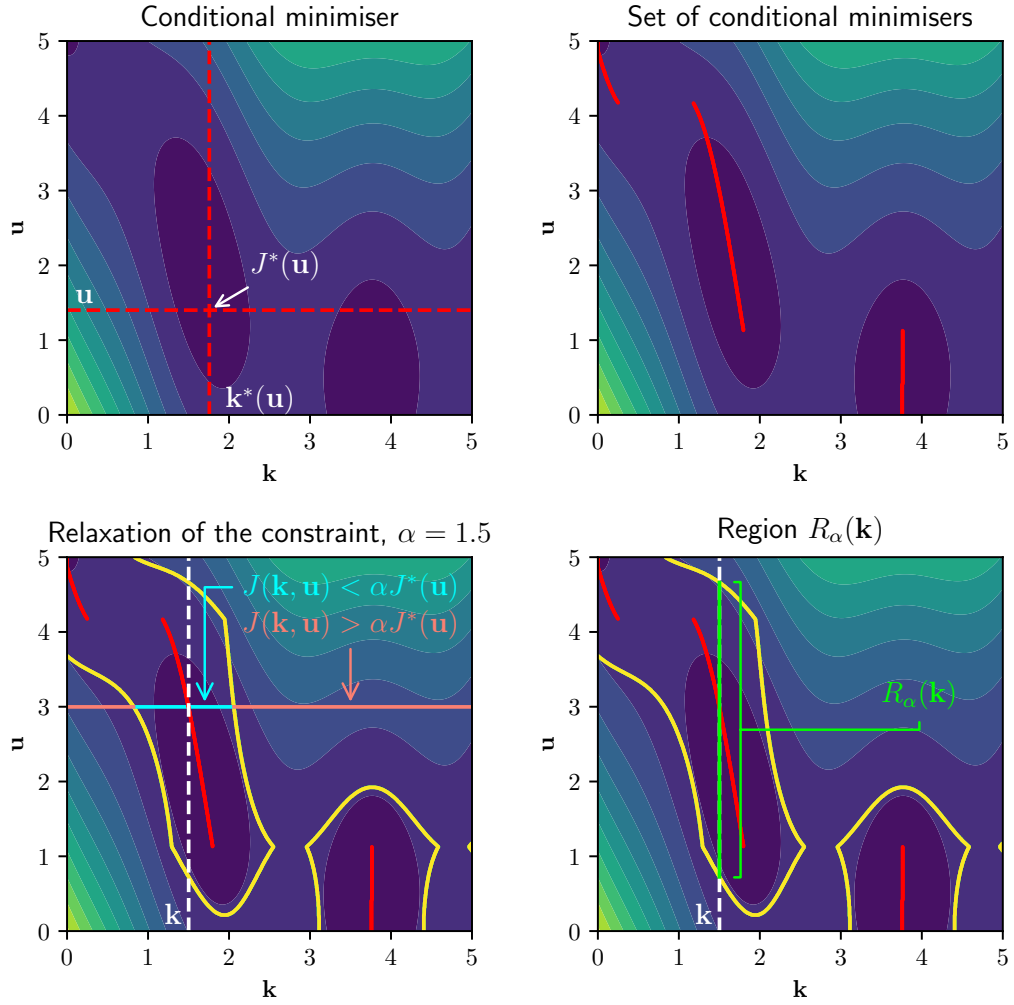 Conditional minimiser
5
4
3
2
1
0
u
0 1 2 3 4 5
k
u
J*(u)
k*(u)
Set of conditional minimisers
5
4
3
2
1
0
u
0 1 2 3 4 5
k
Relaxation of the constraint, α = 1.5
5
4
3
2
1
0
u
0 1 2 3 4 5
k
J(k, u) < αJ*(u)
J(k, u) > αJ*(u)
k
Region Rα(k)
5
4
3
2
1
0
u
0 1 2 3 4 5
k
Rα(k)
k